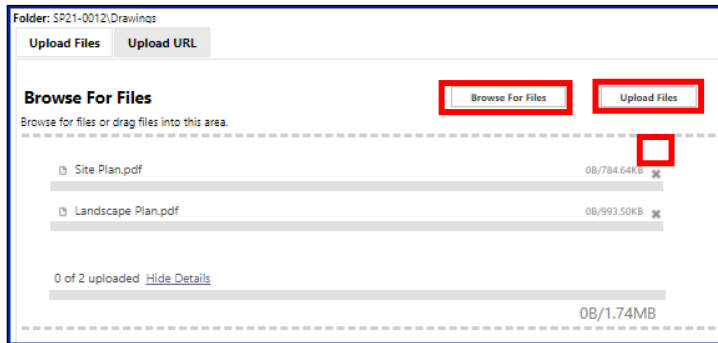 Folder: SP21-0012\Drawings
Upload Files Upload URL
Browse For Files Browse For Files Upload Files
Browse for files or drag files into this area.
Site Plan.pdf 0B/784.64KB
Landscape Plan.pdf 0B/993.50KB
0 of 2 uploaded Hide Details
0B/1.74MB